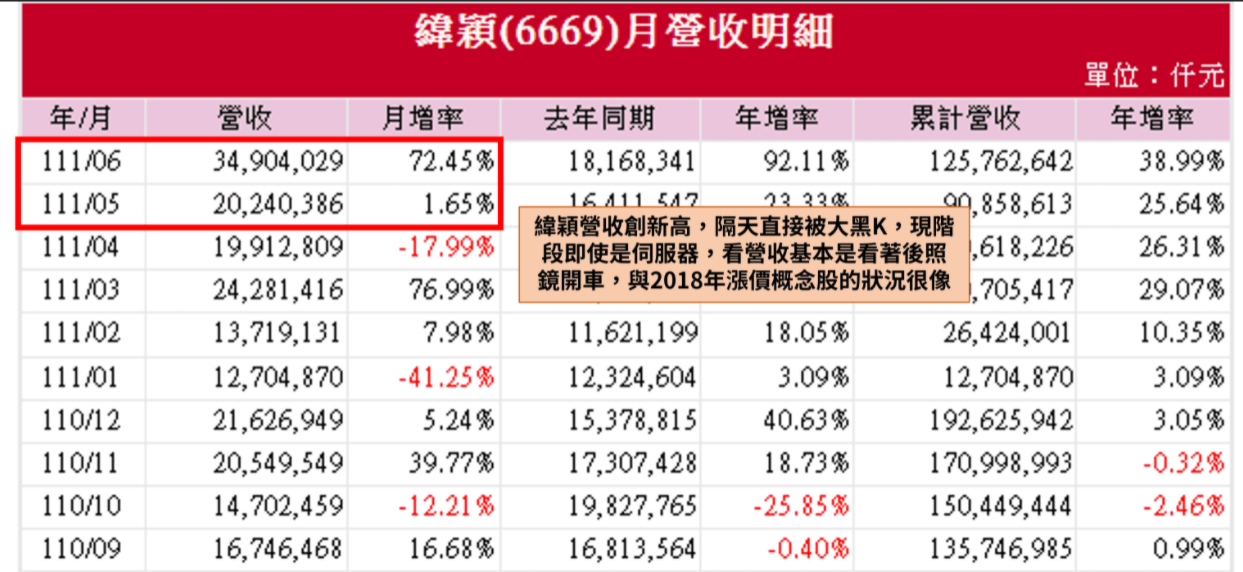 緯穎(6669)月營收明細
單位：仟元
年/月 營收 月增率 去年同期 年增率 累計營收 年增率
111/06 34,904,029 72.45% 18,168,341 92.11% 125,762,642 38.99%
111/05 20,240,386 1.65% 16,411,547 23.33% 90,858,613 25.64%
緯穎營收創新高，隔天直接被大黑K，現階
段即使是伺服器，看營收基本是看著後照
鏡開車，與2018年漲價概念股的狀況很像
111/04 19,912,809 -17.99% ,618,226 26.31%
111/03 24,281,416 76.99% ,705,417 29.07%
111/02 13,719,131 7.98% 11,621,199 18.05% 26,424,001 10.35%
111/01 12,704,870 -41.25% 12,324,604 3.09% 12,704,870 3.09%
110/12 21,626,949 5.24% 15,378,815 40.63% 192,625,942 3.05%
110/11 20,549,549 39.77% 17,307,428 18.73% 170,998,993 -0.32%
110/10 14,702,459 -12.21% 19,827,765 -25.85% 150,449,444 -2.46%
110/09 16,746,468 16.68% 16,813,564 -0.40% 135,746,985 0.99%